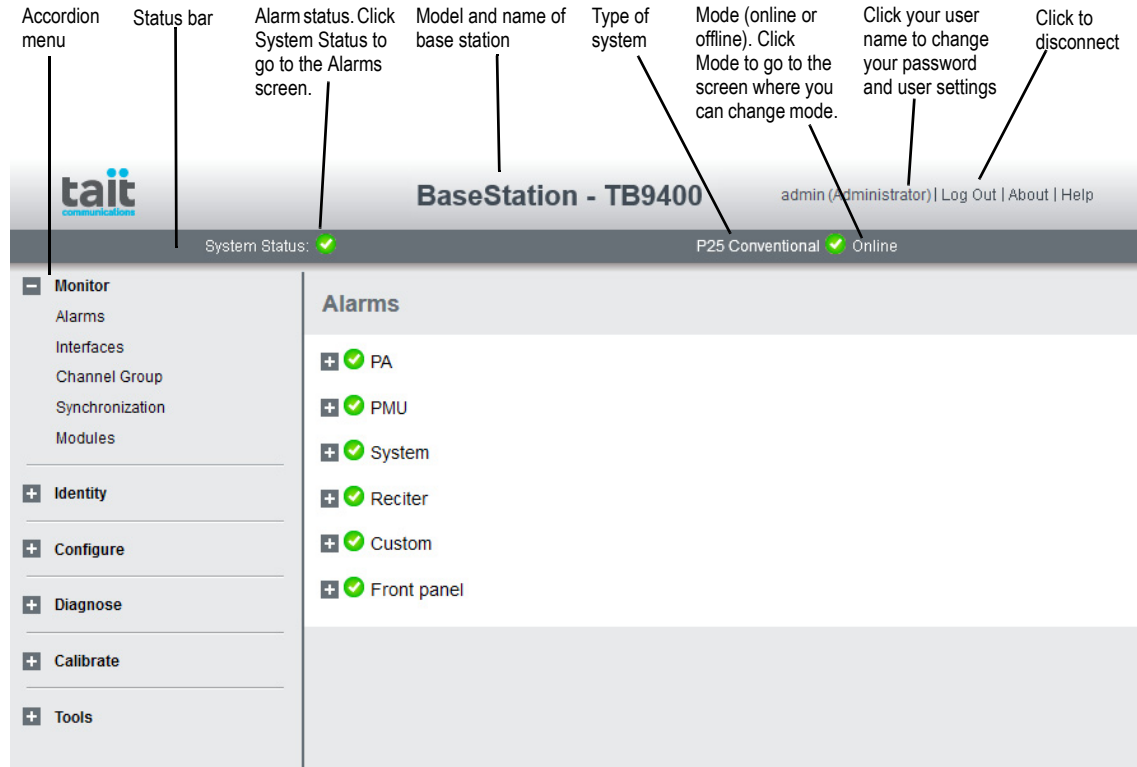 Accordion
menu
Status bar
Alarm status. Click
System Status to
go to the Alarms
screen.
Model and name of
base station
Type of
system
Mode (online or
offline). Click
Mode to go to the
screen where you
can change mode.
Click your user
name to change
your password
and user settings
Click to
disconnect
tait
communications
BaseStation - TB9400
admin (Administrator) | Log Out | About | Help
System Status:
P25 Conventional
Online
Monitor
Alarms
Interfaces
Channel Group
Synchronization
Modules
Identity
Configure
Diagnose
Calibrate
Tools
Alarms
PA
PMU
System
Reciter
Custom
Front panel